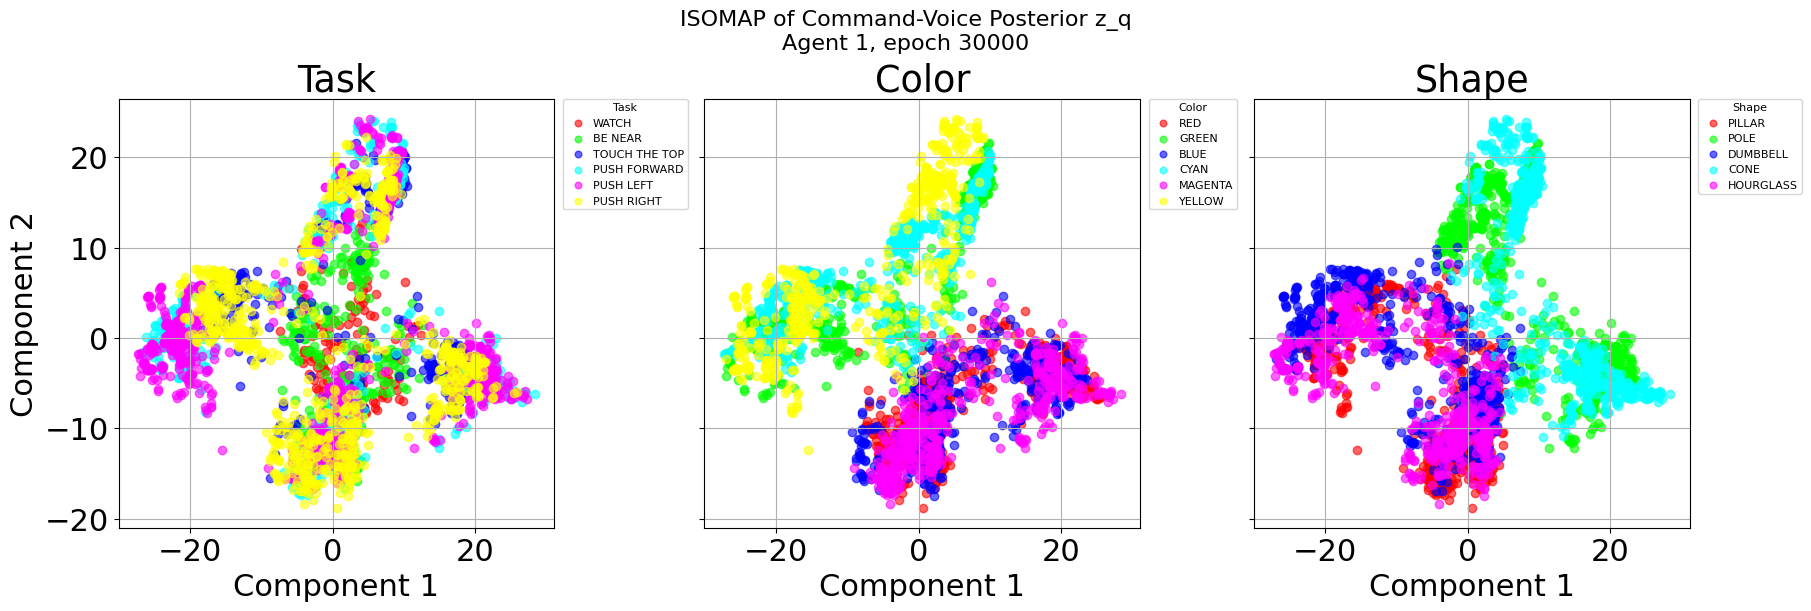 ISOMAP of Command-Voice Posterior z_q
Agent 1, epoch 30000
Task
Color
Shape
Task
WATCH
BE NEAR
TOUCH THE TOP
PUSH FORWARD
PUSH LEFT
PUSH RIGHT
Color
RED
GREEN
BLUE
CYAN
MAGENTA
YELLOW
Shape
PILLAR
POLE
DUMBBELL
CONE
HOURGLASS
Component 2
20
10
0
−10
−20
−20 0 20
−20 0 20
−20 0 20
Component 1
Component 1
Component 1